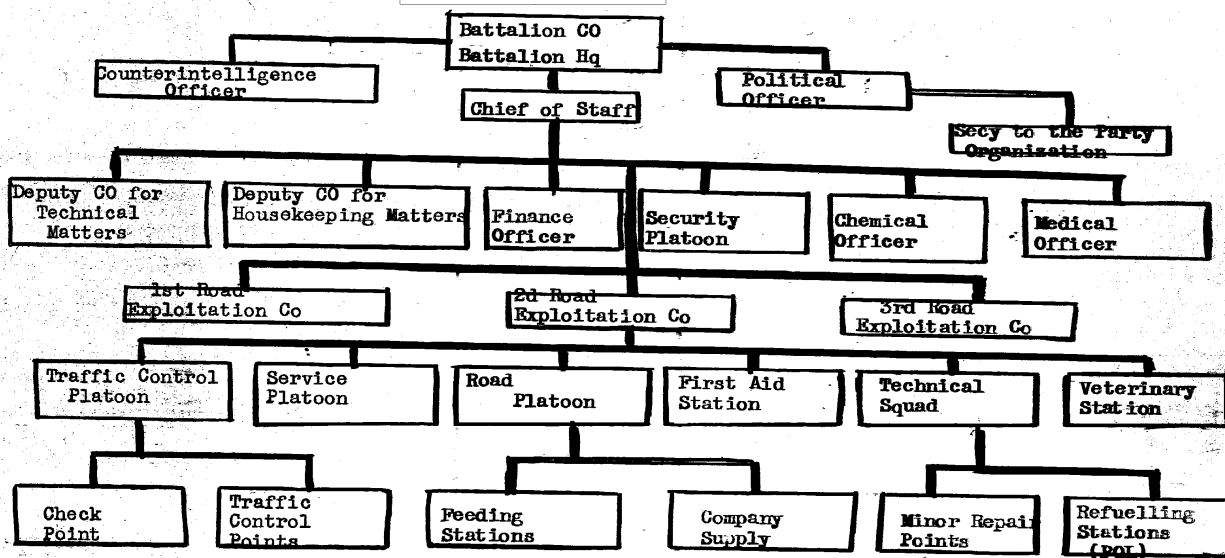 Battalion CO
Battalion Hq
Counterintelligence
Officer
Political
Officer
Chief of Staff
Secy to the Party
Organization
Deputy CO for
Technical
Matters
Deputy CO for
Housekeeping Matters
Finance
Officer
Security
Platoon
Chemical
Officer
Medical
Officer
1st Road
Exploitation Co
2d Road
Exploitation Co
3rd Road
Exploitation Co
Traffic Control
Platoon
Service
Platoon
Road
Platoon
First Aid
Station
Technical
Squad
Veterinary
Station
Check
Point
Traffic
Control
Points
Feeding
Stations
Company
Supply
Minor Repair
Points
Refuelling
Stations
(POL)